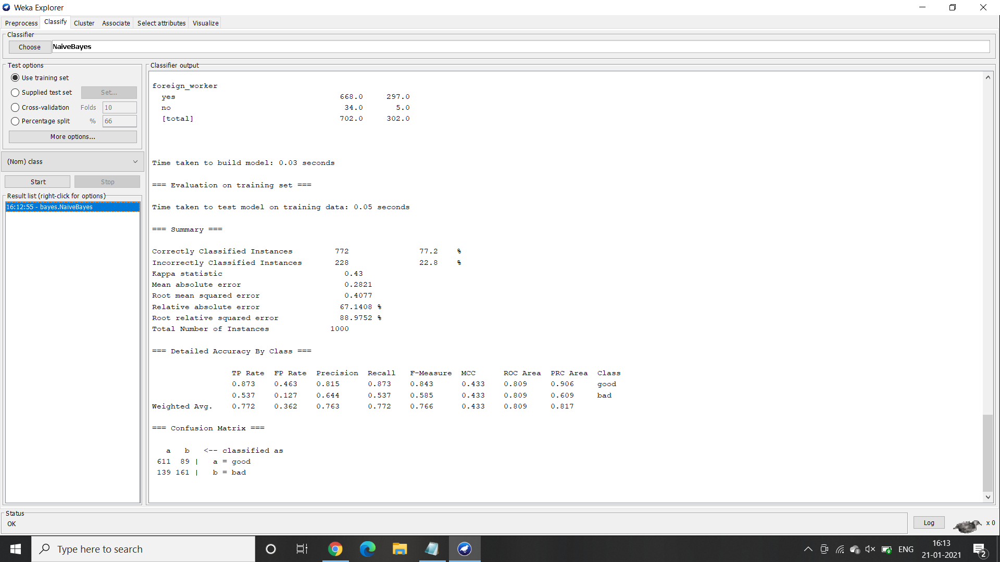 Weka Explorer
Preprocess Classify Cluster Associate Select attributes Visualize
Classifier
Choose NaiveBayes
Test options
Use training set
Supplied test set Set...
Cross-validation Folds 10
Percentage split % 66
More options...
(Nom) class
Start Stop
Result list (right-click for options)
16:12:55 - bayes.NaiveBayes
Classifier output
foreign_worker
yes 668.0 297.0
no 34.0 5.0
[total] 702.0 302.0
Time taken to build model: 0.03 seconds
=== Evaluation on training set ===
Time taken to test model on training data: 0.05 seconds
=== Summary ===
Correctly Classified Instances 772 77.2 %
Incorrectly Classified Instances 228 22.8 %
Kappa statistic 0.43
Mean absolute error 0.2821
Root mean squared error 0.4077
Relative absolute error 67.1408 %
Root relative squared error 88.9752 %
Total Number of Instances 1000
=== Detailed Accuracy By Class ===
TP Rate FP Rate Precision Recall F-Measure MCC ROC Area PRC Area Class
0.873 0.463 0.815 0.873 0.843 0.433 0.809 0.906 good
0.537 0.127 0.644 0.537 0.585 0.433 0.809 0.609 bad
Weighted Avg. 0.772 0.362 0.763 0.772 0.766 0.433 0.809 0.817
=== Confusion Matrix ===
a b <-- classified as
611 89 | a = good
139 161 | b = bad
Status
OK
Log x 0
Type here to search
ENG
16:13
21-01-2021
2